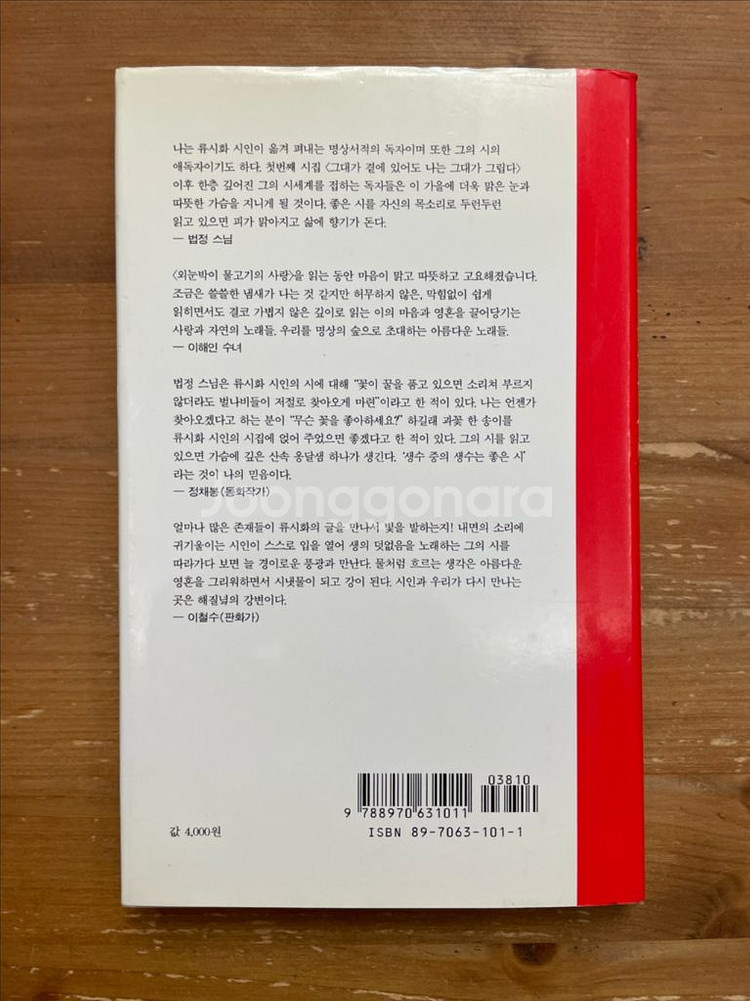 나는 류시화 시인이 옮겨 펴내는 명상서적의 독자이며 또한 그의 시의
애독자이기도 하다. 첫번째 시집 〈그대가 곁에 있어도 나는 그대가 그립다〉
이후 한층 깊어진 그의 시세계를 접하는 독자들은 이 가을에 더욱 맑은 눈과
따뜻한 가슴을 지니게 될 것이다. 좋은 시를 자신의 목소리로 두런두런
읽고 있으면 피가 맑아지고 삶에 향기가 돈다.
— 법정 스님
〈외눈박이 물고기의 사랑〉을 읽는 동안 마음이 맑고 따뜻하고 고요해졌습니다.
조금은 쓸쓸한 냄새가 나는 것 같지만 허무하지 않은, 막힘없이 쉽게
읽히면서도 결코 가볍지 않은 깊이로 읽는 이의 마음과 영혼을 끌어당기는
사랑과 자연의 노래들. 우리를 명상의 숲으로 초대하는 아름다운 노래들.
— 이해인 수녀
법정 스님은 류시화 시인의 시에 대해 “꽃이 꿀을 품고 있으면 소리쳐 부르지
않더라도 벌나비들이 저절로 찾아오게 마련”이라고 한 적이 있다. 나는 언젠가
찾아오겠다고 하는 분이 “무슨 꽃을 좋아하세요?” 하길래 과꽃 한 송이를
류시화 시인의 시집에 얹어 주었으면 좋겠다고 한 적이 있다. 그의 시를 읽고
있으면 가슴에 깊은 산속 옹달샘 하나가 생긴다. ‘생수 중의 생수는 좋은 시’
라는 것이 나의 믿음이다.
— 정채봉(동화작가)
Joonggonara
얼마나 많은 존재들이 류시화의 글을 만나서 빛을 발하는지! 내면의 소리에
귀기울이는 시인이 스스로 입을 열어 생의 덧없음을 노래하는 그의 시를
따라가다 보면 늘 경이로운 풍광과 만난다. 물처럼 흐르는 생각은 아름다운
영혼을 그리워하면서 시냇물이 되고 강이 된다. 시인과 우리가 다시 만나는
곳은 해질녘의 강변이다.
— 이철수(판화가)
03810
9 788970 631011
값 4,000원
ISBN 89-7063-101-1